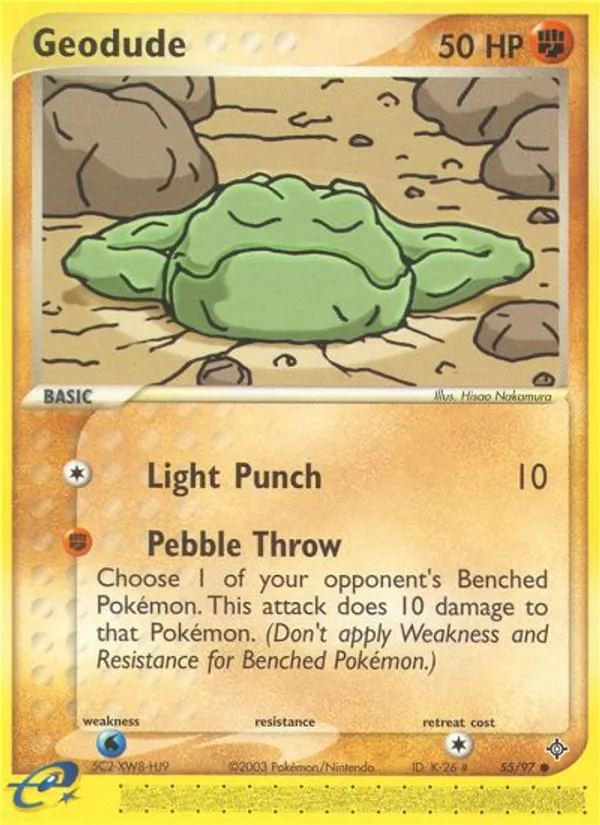 Geodude
50 HP
BASIC
Illus. Hisao Nakamura
Light Punch 10
Pebble Throw
Choose 1 of your opponent's Benched
Pokémon. This attack does 10 damage to
that Pokémon. (Don't apply Weakness and
Resistance for Benched Pokémon.)
weakness resistance retreat cost
5C2-XW8-HJ9 ©2003 Pokémon/Nintendo ID K-26 # 55/97
e